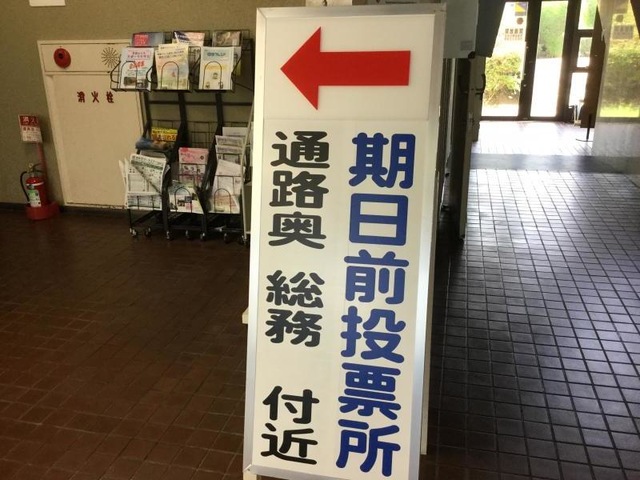 期日前投票所
通路奥 総務 付近
消火栓